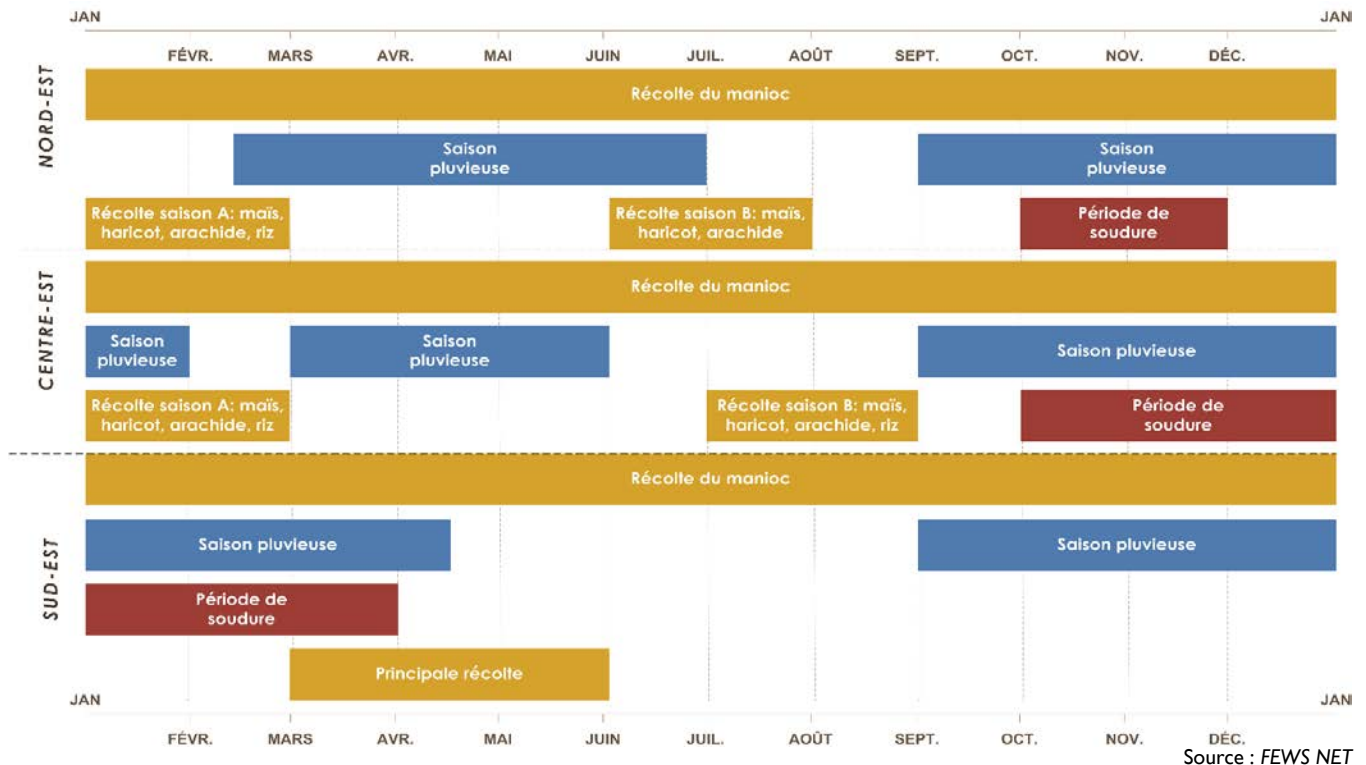 JAN
JAN
FÉVR.
MARS
AVR.
MAI
JUIN
JUIL.
AOÛT
SEPT.
OCT.
NOV.
DÉC.
NORD-EST
Récolte du manioc
Saison
pluvieuse
Saison
pluvieuse
Récolte saison A: maïs,
haricot, arachide, riz
Récolte saison B: maïs,
haricot, arachide
Période de
soudure
CENTRE-EST
Récolte du manioc
Saison
pluvieuse
Saison
pluvieuse
Saison pluvieuse
Récolte saison A: maïs,
haricot, arachide, riz
Récolte saison B: maïs,
haricot, arachide, riz
Période de
soudure
SUD-EST
Récolte du manioc
Saison pluvieuse
Saison pluvieuse
Période de
soudure
Principale récolte
JAN
JAN
FÉVR.
MARS
AVR.
MAI
JUIN
JUIL.
AOÛT
SEPT.
OCT.
NOV.
DÉC.
Source : FEWS NET